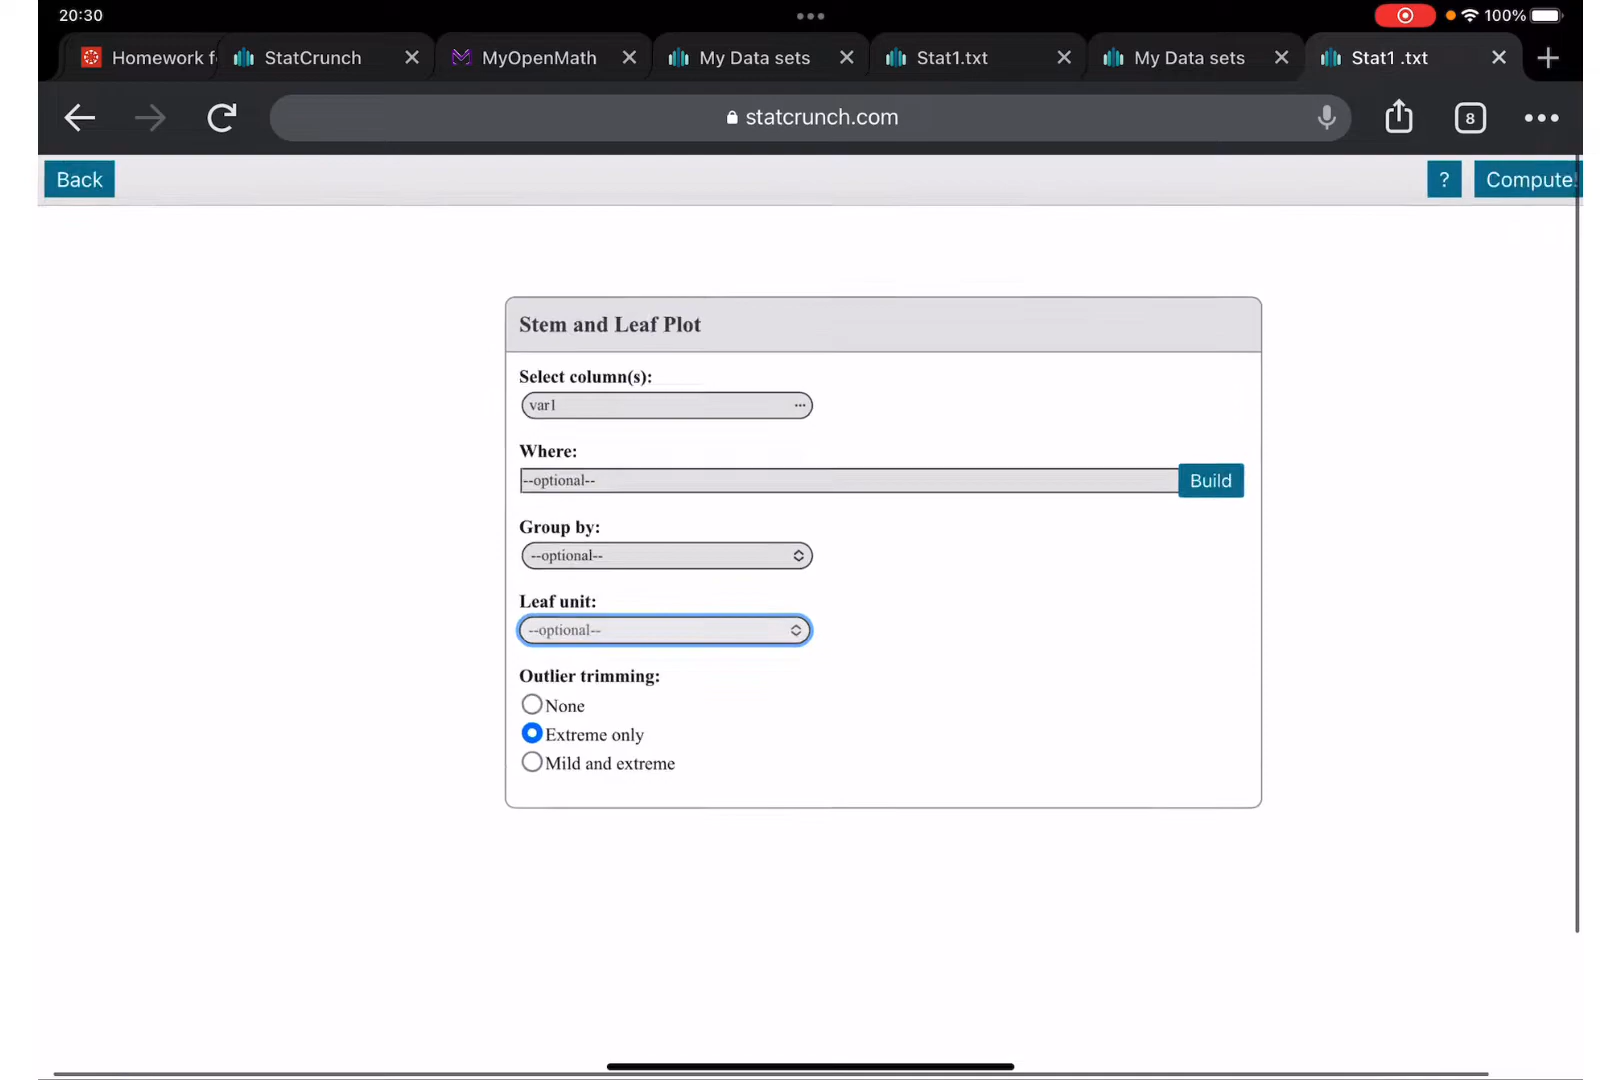 20:30
100%
Homework f
StatCrunch
MyOpenMath
My Data sets
Stat1.txt
My Data sets
Stat1 .txt
statcrunch.com
8
Back
?
Compute!
Stem and Leaf Plot
Select column(s):
var1
Where:
--optional--
Build
Group by:
--optional--
Leaf unit:
--optional--
Outlier trimming:
None
Extreme only
Mild and extreme